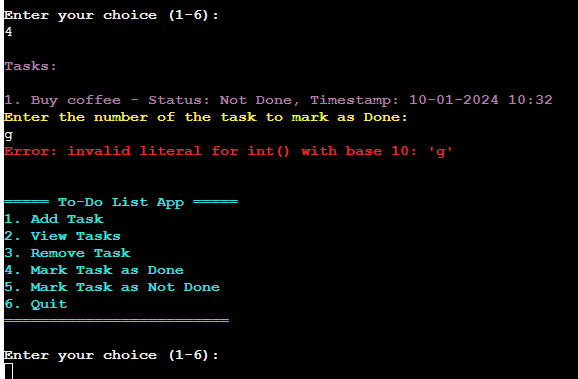 Enter your choice (1-6):
4
Tasks:
1. Buy coffee - Status: Not Done, Timestamp: 10-01-2024 10:32
Enter the number of the task to mark as Done:
g
Error: invalid literal for int() with base 10: 'g'
===== To-Do List App =====
1. Add Task
2. View Tasks
3. Remove Task
4. Mark Task as Done
5. Mark Task as Not Done
6. Quit
=========================
Enter your choice (1-6):